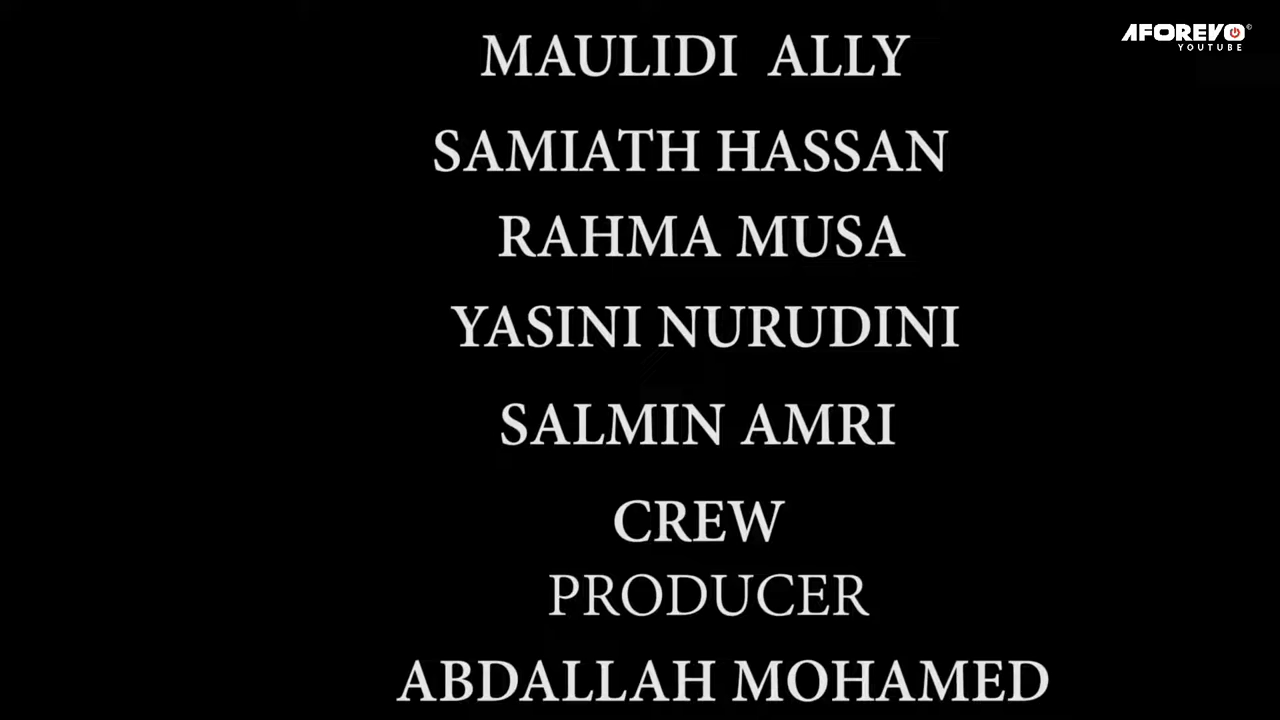 AFOREVO
YOUTUBE
MAULIDI ALLY
SAMIATH HASSAN
RAHMA MUSA
YASINI NURUDINI
SALMIN AMRI
CREW
PRODUCER
ABDALLAH MOHAMED